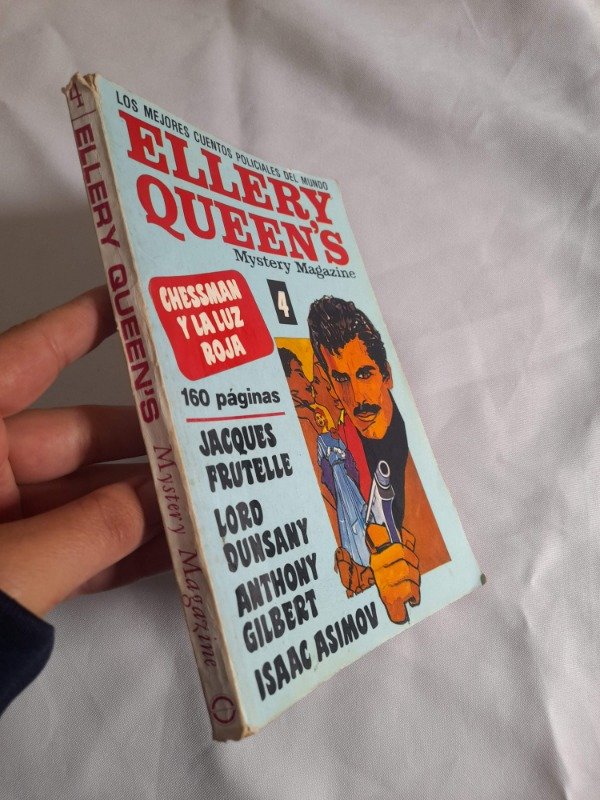 4 ELLERY QUEEN'S Mystery Magazine
LOS MEJORES CUENTOS POLICIALES DEL MUNDO
ELLERY
QUEEN'S
Mystery Magazine
CHESSMAN
Y LA LUZ
ROJA
4
160 páginas
JACQUES
FRUTELLE
LORD
DUNSANY
ANTHONY
GILBERT
ISAAC ASIMOV